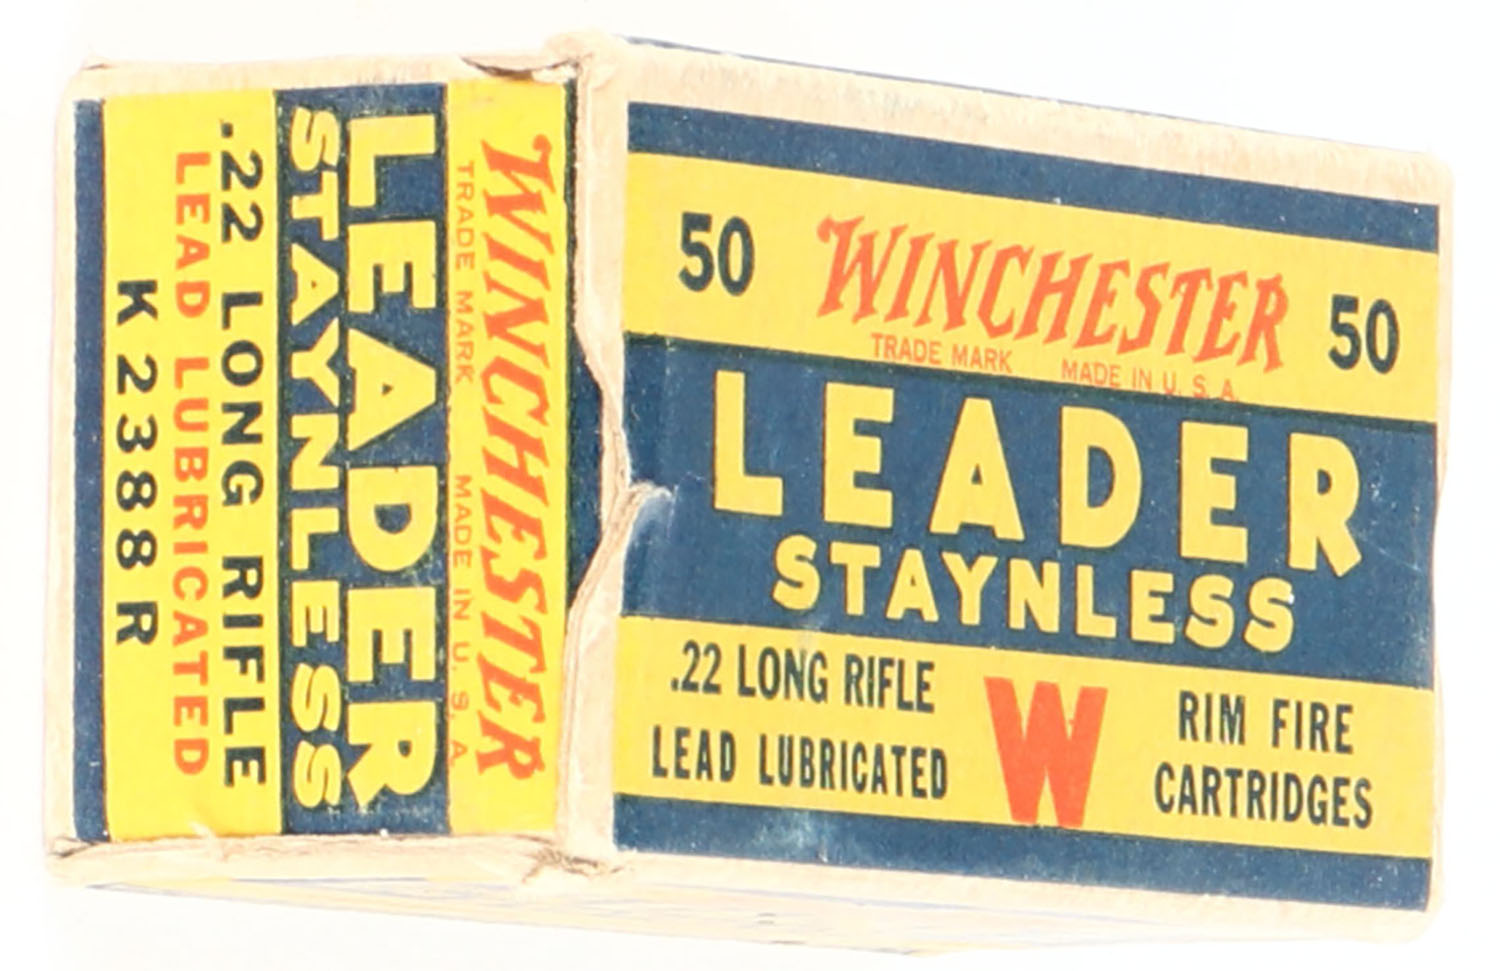 WINCHESTER
TRADE MARK MADE IN U. S. A.
LEADER
STAYNLESS
.22 LONG RIFLE
LEAD LUBRICATED
K 2388 R
50 WINCHESTER 50
TRADE MARK MADE IN U. S. A.
LEADER
STAYNLESS
.22 LONG RIFLE
LEAD LUBRICATED
W
RIM FIRE
CARTRIDGES